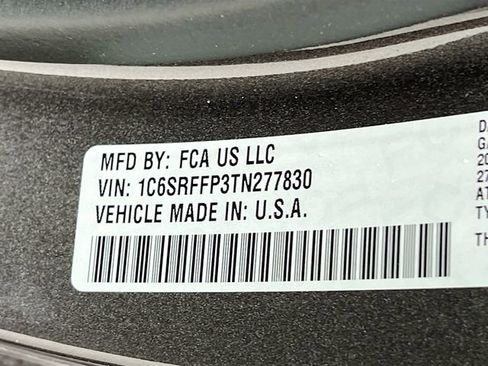 MFD BY: FCA US LLC
VIN: 1C6SRFFP3TN277830
VEHICLE MADE IN: U.S.A.